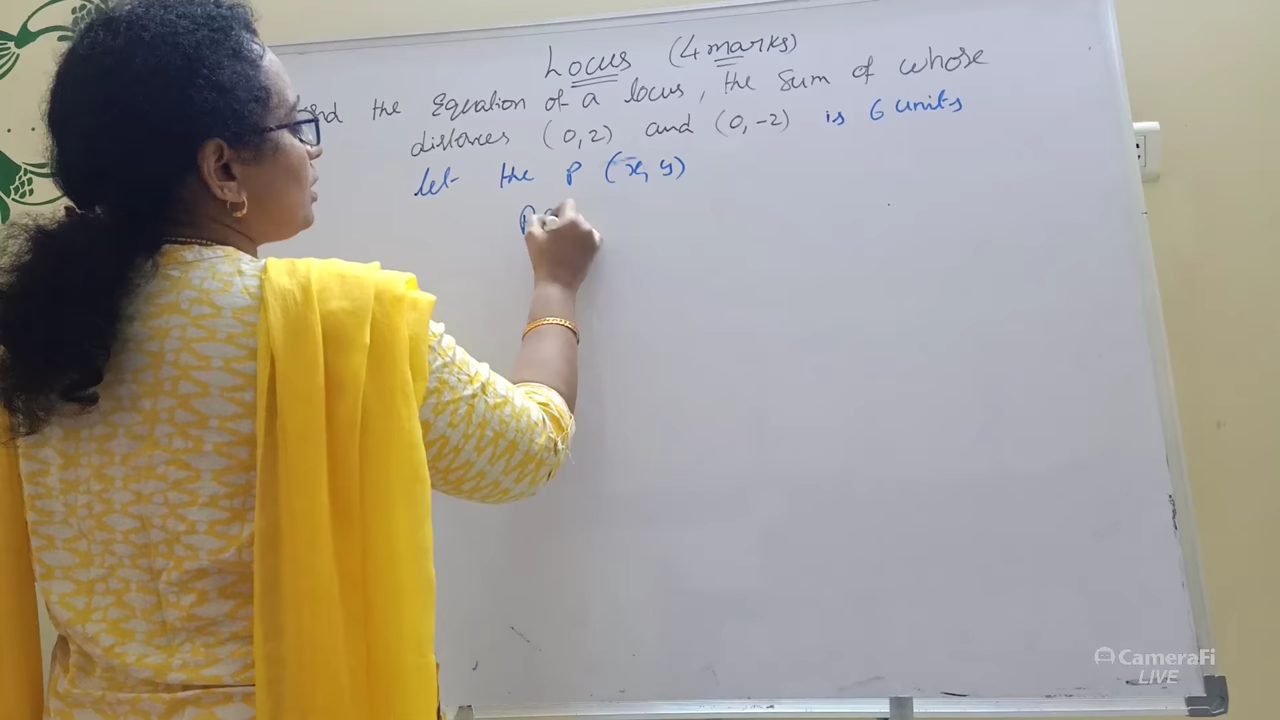 Locus (4 marks)
the Equation of a locus, the Sum of whose
distances (0,2) and (0,-2) is 6 units
let the P (x, y)
P
CameraFi
LIVE